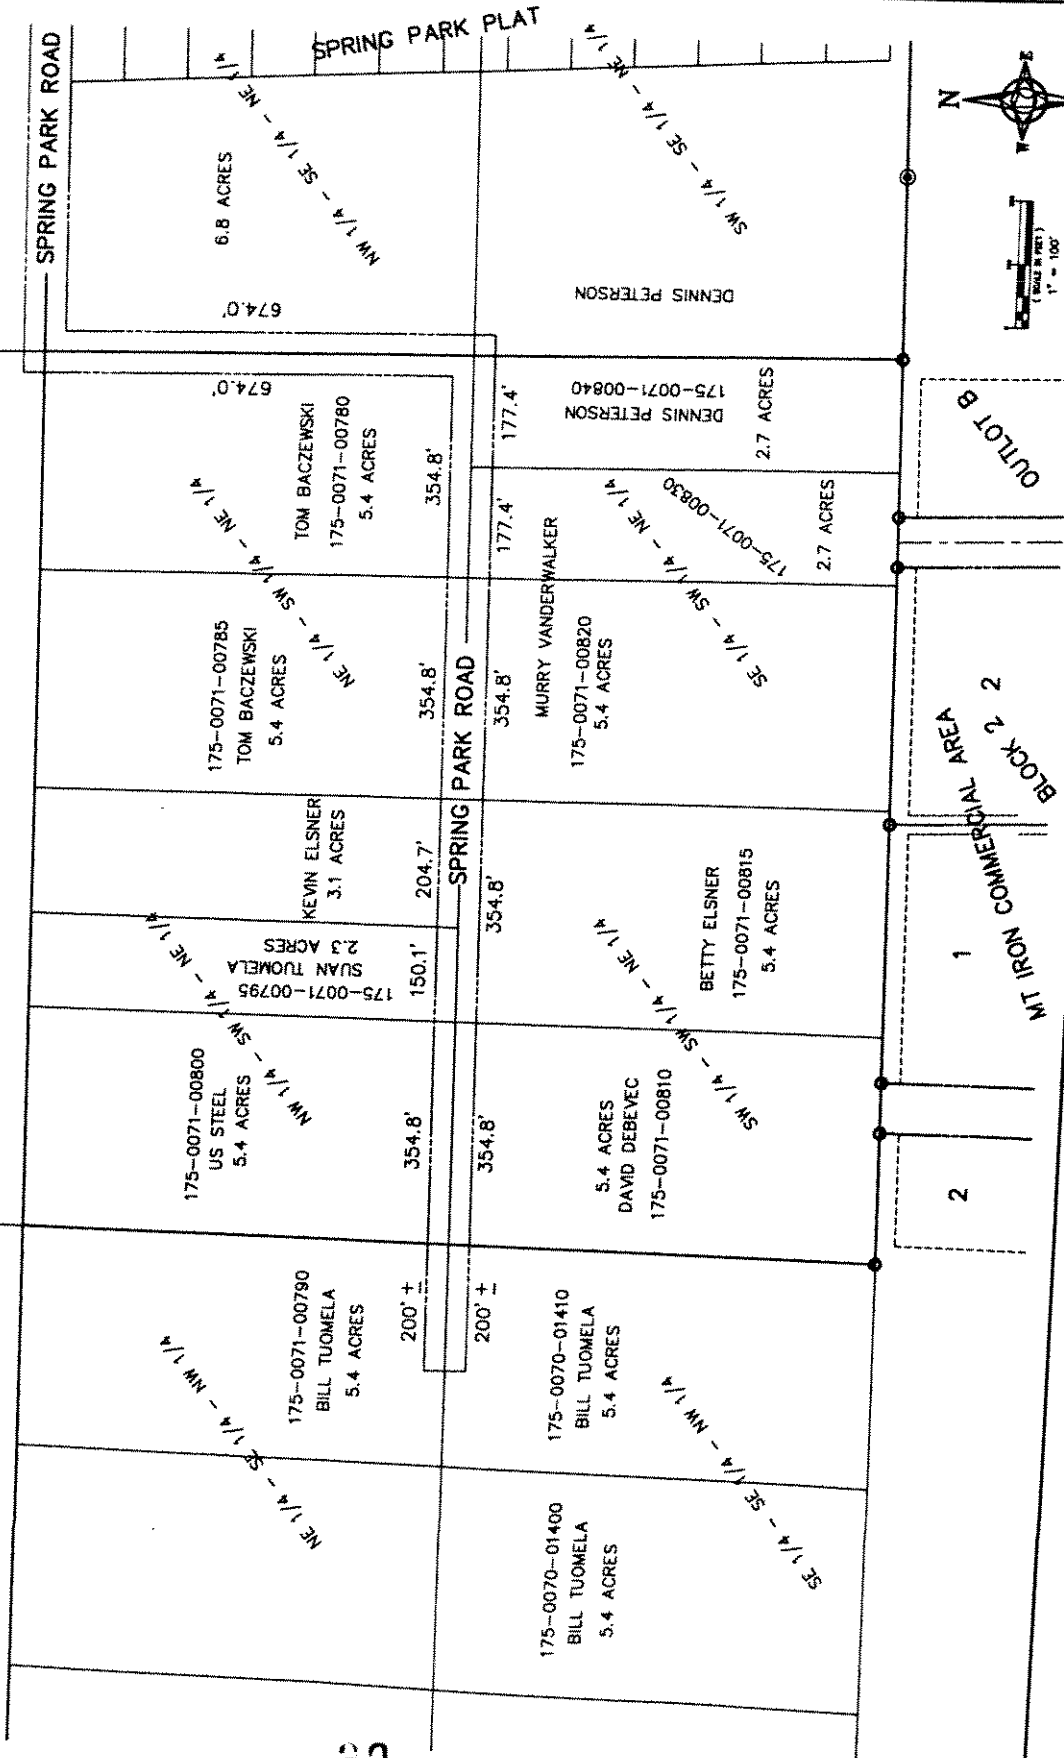 SPRING PARK PLAT
SPRING PARK ROAD
NW 1/4 - SE 1/4 - NE 1/4
6.8 ACRES
674.0'
SW 1/4 - SE 1/4 - NE 1/4
DENNIS PETERSON
N
E
W
( SCALE IN FEET )
1" = 100'
674.0'
TOM BACZEWSKI
175-0071-00780
5.4 ACRES
354.8'
NE 1/4 - SW 1/4 - NE 1/4
175-0071-00785
TOM BACZEWSKI
5.4 ACRES
354.8'
KEVIN ELSNER
3.1 ACRES
204.7'
175-0071-00795
SUAN TUOMELA
2.3 ACRES
150.1'
NW 1/4 - SW 1/4 - NE 1/4
175-0071-00800
US STEEL
5.4 ACRES
354.8'
SPRING PARK ROAD
177.4'
DENNIS PETERSON
175-0071-00840
2.7 ACRES
177.4'
175-0071-00830
2.7 ACRES
SE 1/4 - SW 1/4 - NE 1/4
MURRY VANDERWALKER
175-0071-00820
5.4 ACRES
354.8'
354.8'
BETTY ELSNER
175-0071-00815
5.4 ACRES
SW 1/4 - SW 1/4 - NE 1/4
354.8'
5.4 ACRES
DAVID DEBEVEC
175-0071-00810
OUTLOT B
2
BLOCK 2
2
MT IRON COMMERCIAL AREA
1
2
200' +
200' +
175-0071-00790
BILL TUOMELA
5.4 ACRES
NE 1/4 - SE 1/4 - NW 1/4
175-0070-01410
BILL TUOMELA
5.4 ACRES
SE 1/4 - SE 1/4 - NW 1/4
175-0070-01400
BILL TUOMELA
5.4 ACRES